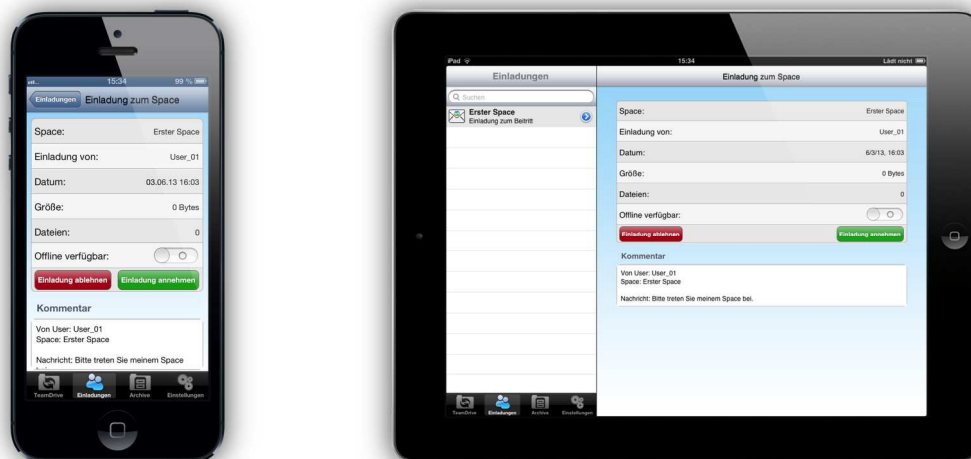 15:34 99 %
Einladungen Einladung zum Space
Space: Erster Space
Einladung von: User_01
Datum: 03.06.13 16:03
Größe: 0 Bytes
Dateien: 0
Offline verfügbar:
Einladung ablehnen Einladung annehmen
Kommentar
Von User: User_01
Space: Erster Space
Nachricht: Bitte treten Sie meinem Space
TeamDrive Einladungen Archive Einstellungen
iPad 15:34 Lädt nicht
Einladungen Einladung zum Space
Suchen
Erster Space
Einladung zum Beitritt
Space: Erster Space
Einladung von: User_01
Datum: 6/3/13, 16:03
Größe: 0 Bytes
Dateien: 0
Offline verfügbar:
Einladung ablehnen Einladung annehmen
Kommentar
Von User: User_01
Space: Erster Space
Nachricht: Bitte treten Sie meinem Space bei.
TeamDrive Einladungen Archive Einstellungen